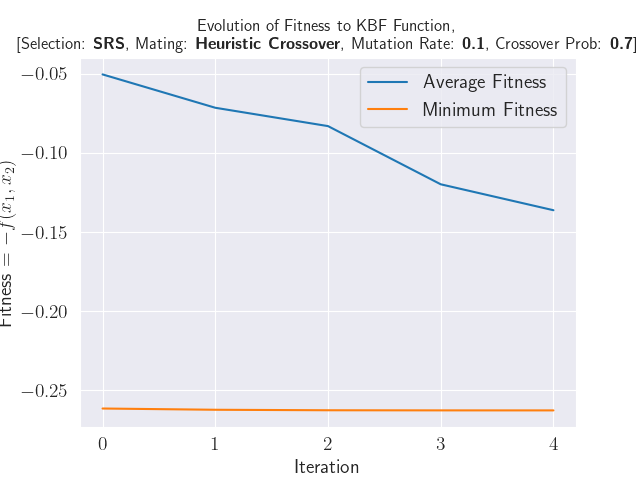 Evolution of Fitness to KBF Function,
[Selection: SRS, Mating: Heuristic Crossover, Mutation Rate: 0.1, Crossover Prob: 0.7]
Average Fitness
Minimum Fitness
−0.05
−0.10
−0.15
−0.20
−0.25
Fitness = −f(x₁, x₂)
0 1 2 3 4
Iteration